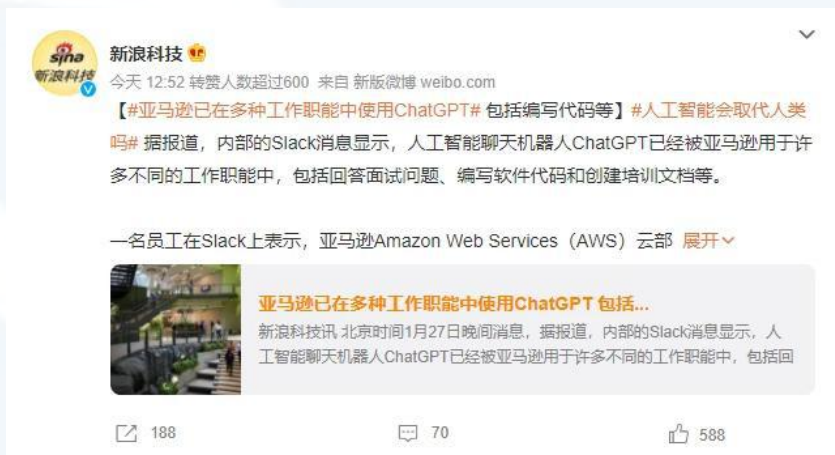 sina
新浪科技
新浪科技
今天 12:52 转赞人数超过600 来自 新版微博 weibo.com
【#亚马逊已在多种工作职能中使用ChatGPT# 包括编写代码等】#人工智能会取代人类
吗# 据报道，内部的Slack消息显示，人工智能聊天机器人ChatGPT已经被亚马逊用于许
多不同的工作职能中，包括回答面试问题、编写软件代码和创建培训文档等。
一名员工在Slack上表示，亚马逊Amazon Web Services（AWS）云部 展开
亚马逊已在多种工作职能中使用ChatGPT 包括...
新浪科技讯 北京时间1月27日晚间消息，据报道，内部的Slack消息显示，人
工智能聊天机器人ChatGPT已经被亚马逊用于许多不同的工作职能中，包括回
188 70 588